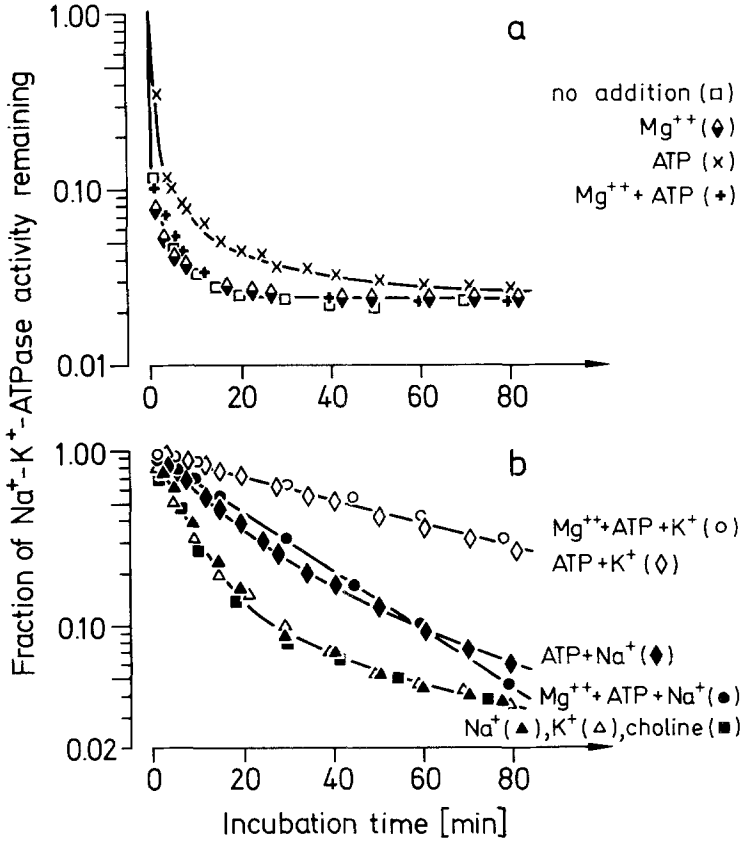 Fraction of Na⁺-K⁺-ATPase activity remaining
1.00
0.10
0.01
a
no addition (□)
Mg⁺⁺ (⬙)
ATP (×)
Mg⁺⁺ + ATP (+)
0 20 40 60 80
1.00
0.10
0.02
b
Mg⁺⁺+ATP+K⁺(○)
ATP+K⁺(◊)
ATP+Na⁺(♦)
Mg⁺⁺+ATP+Na⁺(●)
Na⁺(▲),K⁺(△),choline(■)
0 20 40 60 80
Incubation time [min]